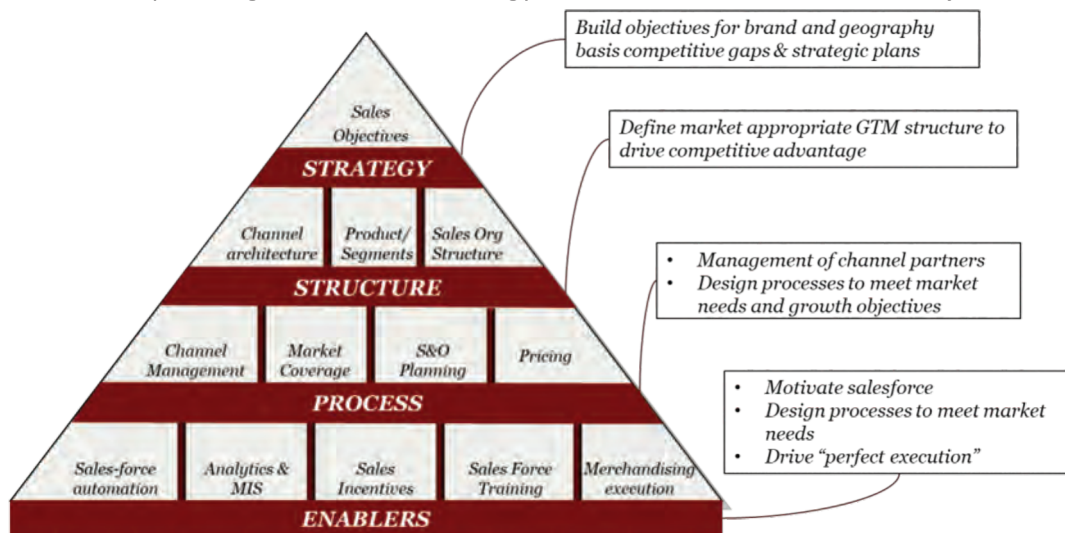 Build objectives for brand and geography
basis competitive gaps & strategic plans
Sales
Objectives
STRATEGY
Define market appropriate GTM structure to
drive competitive advantage
Channel
architecture
Product/
Segments
Sales Org
Structure
STRUCTURE
• Management of channel partners
• Design processes to meet market
needs and growth objectives
Channel
Management
Market
Coverage
S&O
Planning
Pricing
PROCESS
• Motivate salesforce
• Design processes to meet market
needs
• Drive “perfect execution”
Sales-force
automation
Analytics &
MIS
Sales
Incentives
Sales Force
Training
Merchandising
execution
ENABLERS